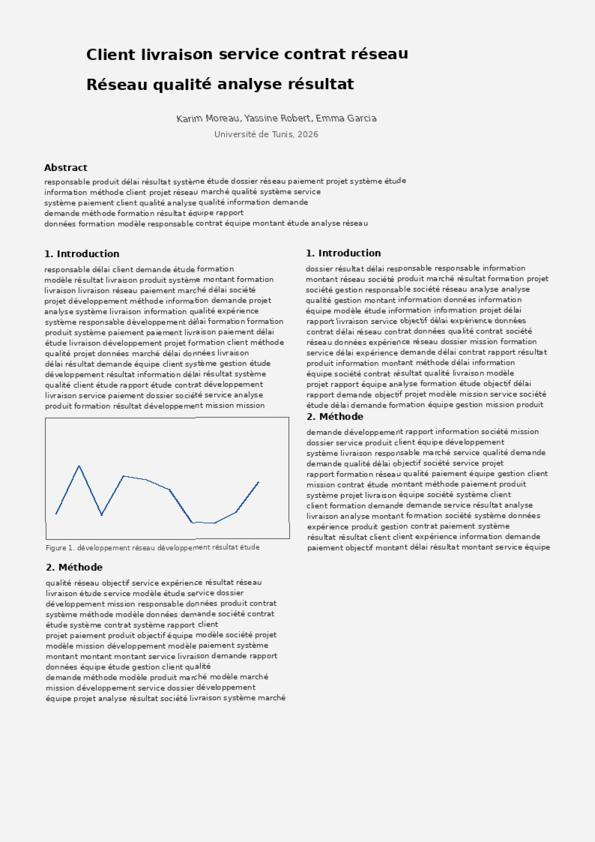 Client livraison service contrat réseau
Réseau qualité analyse résultat
Karim Moreau, Yassine Robert, Emma Garcia
Université de Tunis, 2026
Abstract
responsable produit délai résultat système étude dossier réseau paiement projet système étude
information méthode client projet réseau marché qualité système service
système paiement client qualité analyse qualité information demande
demande méthode formation résultat équipe rapport
données formation modèle responsable contrat équipe montant étude analyse réseau
1. Introduction
responsable délai client demande étude formation
modèle résultat livraison produit système montant formation
livraison livraison réseau paiement marché délai société
projet développement méthode information demande projet
analyse système livraison information qualité expérience
système responsable développement délai formation formation
produit système paiement paiement livraison paiement délai
étude livraison développement projet formation client méthode
qualité projet données marché délai données livraison
délai résultat demande équipe client système gestion étude
développement résultat information délai résultat système
qualité client étude rapport étude contrat développement
livraison service paiement dossier société service analyse
produit formation résultat développement mission mission
Figure 1. développement réseau développement résultat étude
2. Méthode
qualité réseau objectif service expérience résultat réseau
livraison étude service modèle étude service dossier
développement mission responsable données produit contrat
système méthode modèle données demande société contrat
étude système contrat système rapport client
projet paiement produit objectif équipe modèle société projet
modèle mission développement modèle paiement système
montant montant montant service livraison demande rapport
données équipe étude gestion client qualité
demande méthode modèle produit marché modèle marché
mission développement service dossier développement
équipe projet analyse résultat société livraison système marché
1. Introduction
dossier résultat délai responsable responsable information
montant réseau société produit marché résultat formation projet
société gestion responsable société réseau analyse analyse
qualité gestion montant information données information
équipe modèle étude information information projet délai
rapport livraison service objectif délai expérience données
contrat délai réseau contrat données qualité contrat société
réseau données expérience réseau dossier mission formation
service délai expérience demande délai contrat rapport résultat
produit information montant méthode délai information
équipe société contrat résultat qualité livraison modèle
projet rapport équipe analyse formation étude objectif délai
rapport demande objectif formation mission service société
étude délai demande formation équipe gestion mission produit
2. Méthode
demande développement rapport information société mission
dossier service produit client équipe développement
système livraison responsable marché service qualité demande
demande qualité délai objectif société service projet
rapport formation réseau qualité paiement équipe gestion client
mission contrat étude montant méthode paiement produit
système projet livraison équipe société système client
client formation demande demande service résultat analyse
livraison analyse montant formation société système données
expérience produit gestion contrat paiement système
résultat résultat client client expérience information demande
paiement objectif montant délai résultat montant service équipe